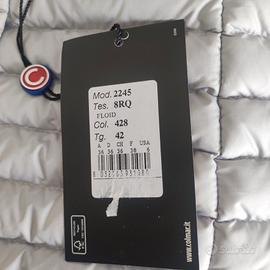 Mod. 2245
Tes. 8RQ
FLOID
Col. 428
Tg. 42
A D CH F USA
36 36 36 38 6
www.colmar.it